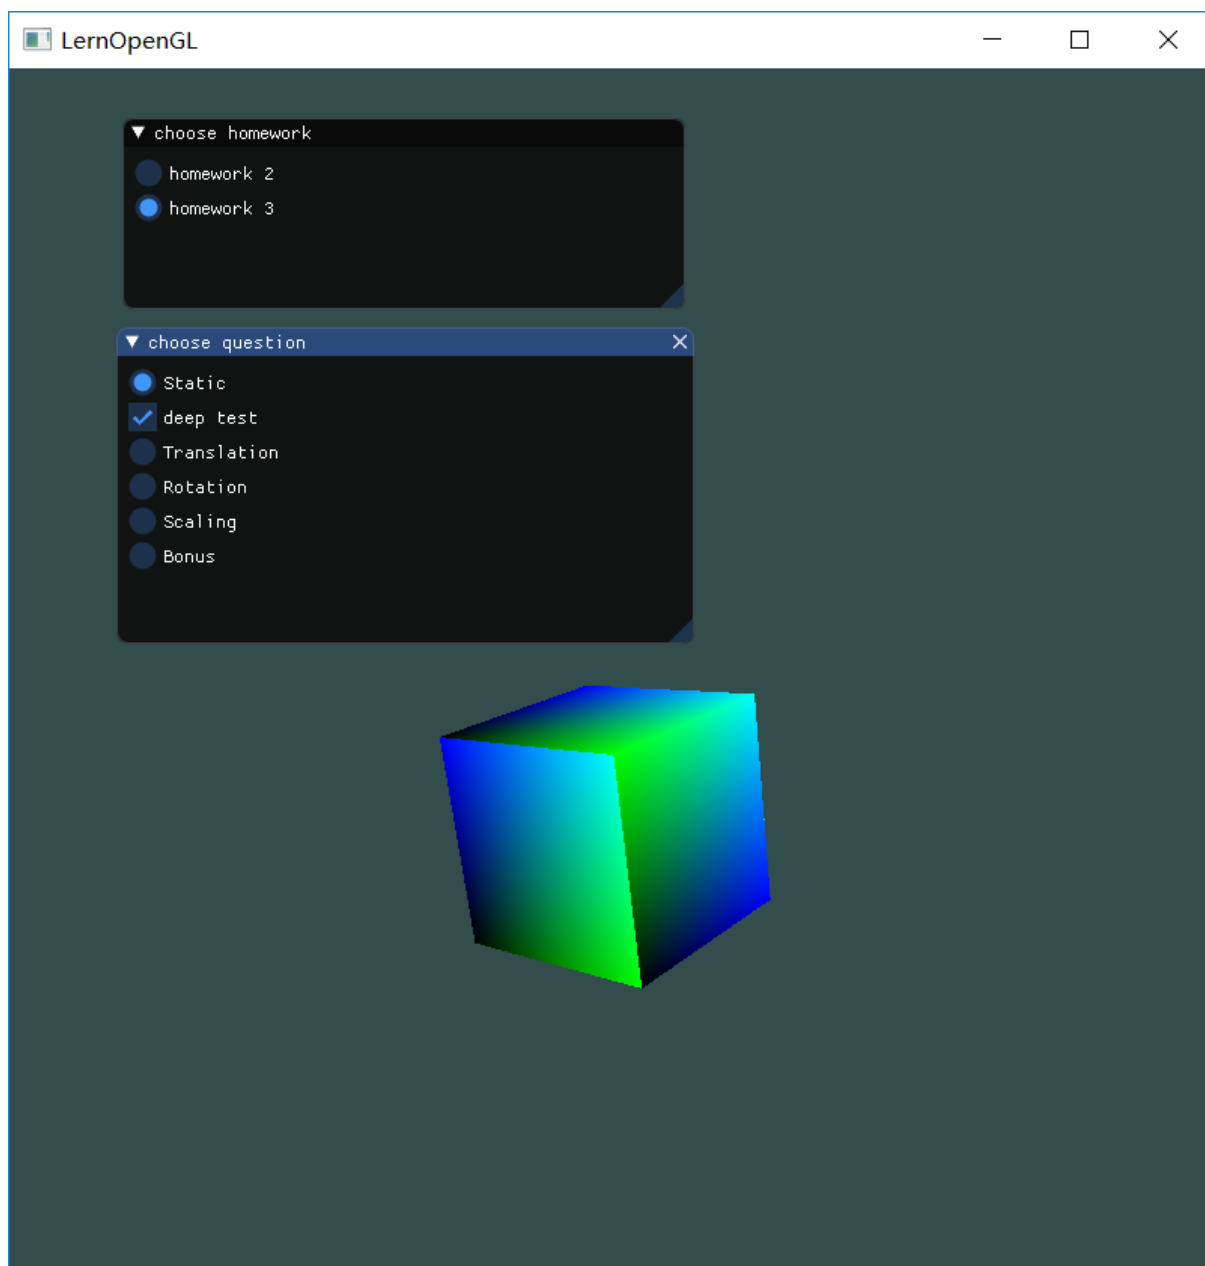 LernOpenGL
choose homework
homework 2
homework 3
choose question
Static
deep test
Translation
Rotation
Scaling
Bonus